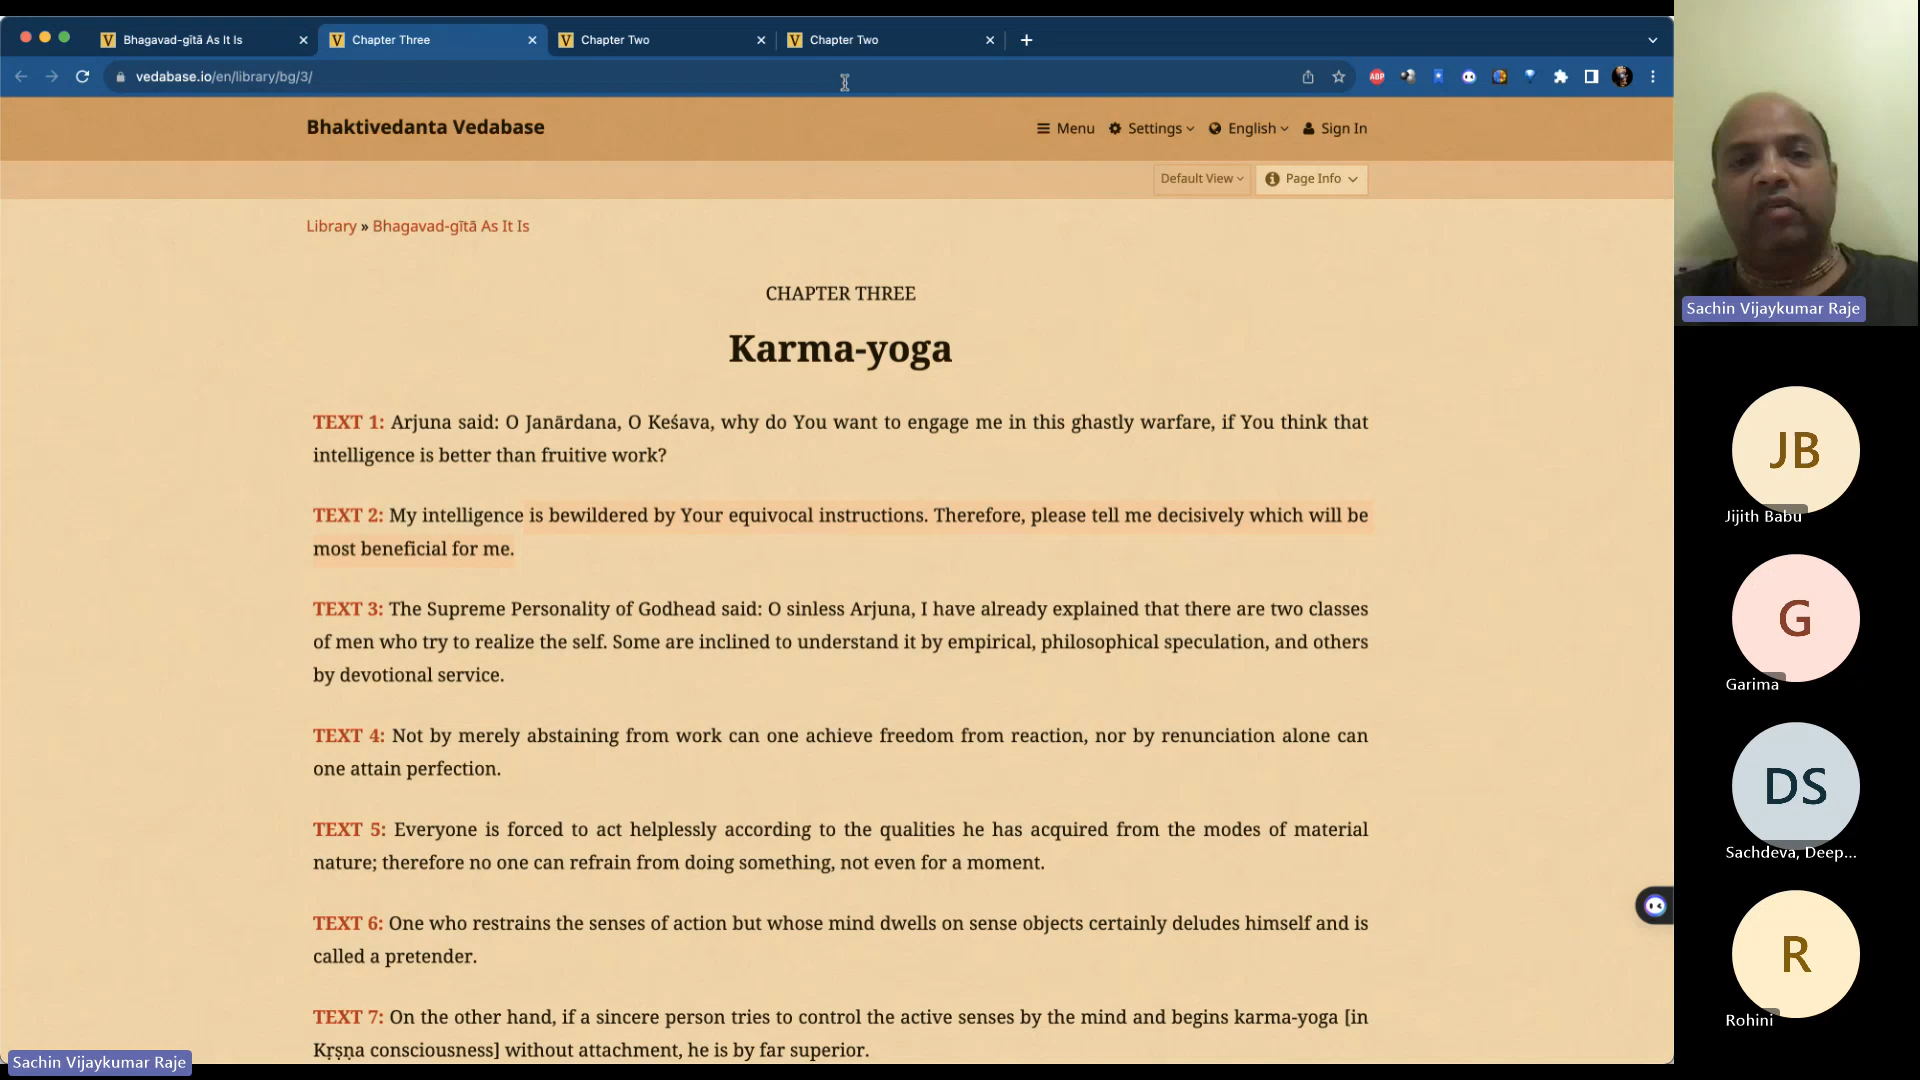 Bhagavad-gītā As It Is
Chapter Three
Chapter Two
Chapter Two
vedabase.io/en/library/bg/3/
ABP
Bhaktivedanta Vedabase
Menu
Settings
English
Sign In
Default View
Page Info
Library » Bhagavad-gītā As It Is
CHAPTER THREE
Karma-yoga
TEXT 1: Arjuna said: O Janārdana, O Keśava, why do You want to engage me in this ghastly warfare, if You think that
intelligence is better than fruitive work?
TEXT 2: My intelligence is bewildered by Your equivocal instructions. Therefore, please tell me decisively which will be
most beneficial for me.
TEXT 3: The Supreme Personality of Godhead said: O sinless Arjuna, I have already explained that there are two classes
of men who try to realize the self. Some are inclined to understand it by empirical, philosophical speculation, and others
by devotional service.
TEXT 4: Not by merely abstaining from work can one achieve freedom from reaction, nor by renunciation alone can
one attain perfection.
TEXT 5: Everyone is forced to act helplessly according to the qualities he has acquired from the modes of material
nature; therefore no one can refrain from doing something, not even for a moment.
TEXT 6: One who restrains the senses of action but whose mind dwells on sense objects certainly deludes himself and is
called a pretender.
TEXT 7: On the other hand, if a sincere person tries to control the active senses by the mind and begins karma-yoga [in
Kṛṣṇa consciousness] without attachment, he is by far superior.
Sachin Vijaykumar Raje
Sachin Vijaykumar Raje
JB
Jijith Babu
G
Garima
DS
Sachdeva, Deep...
R
Rohini